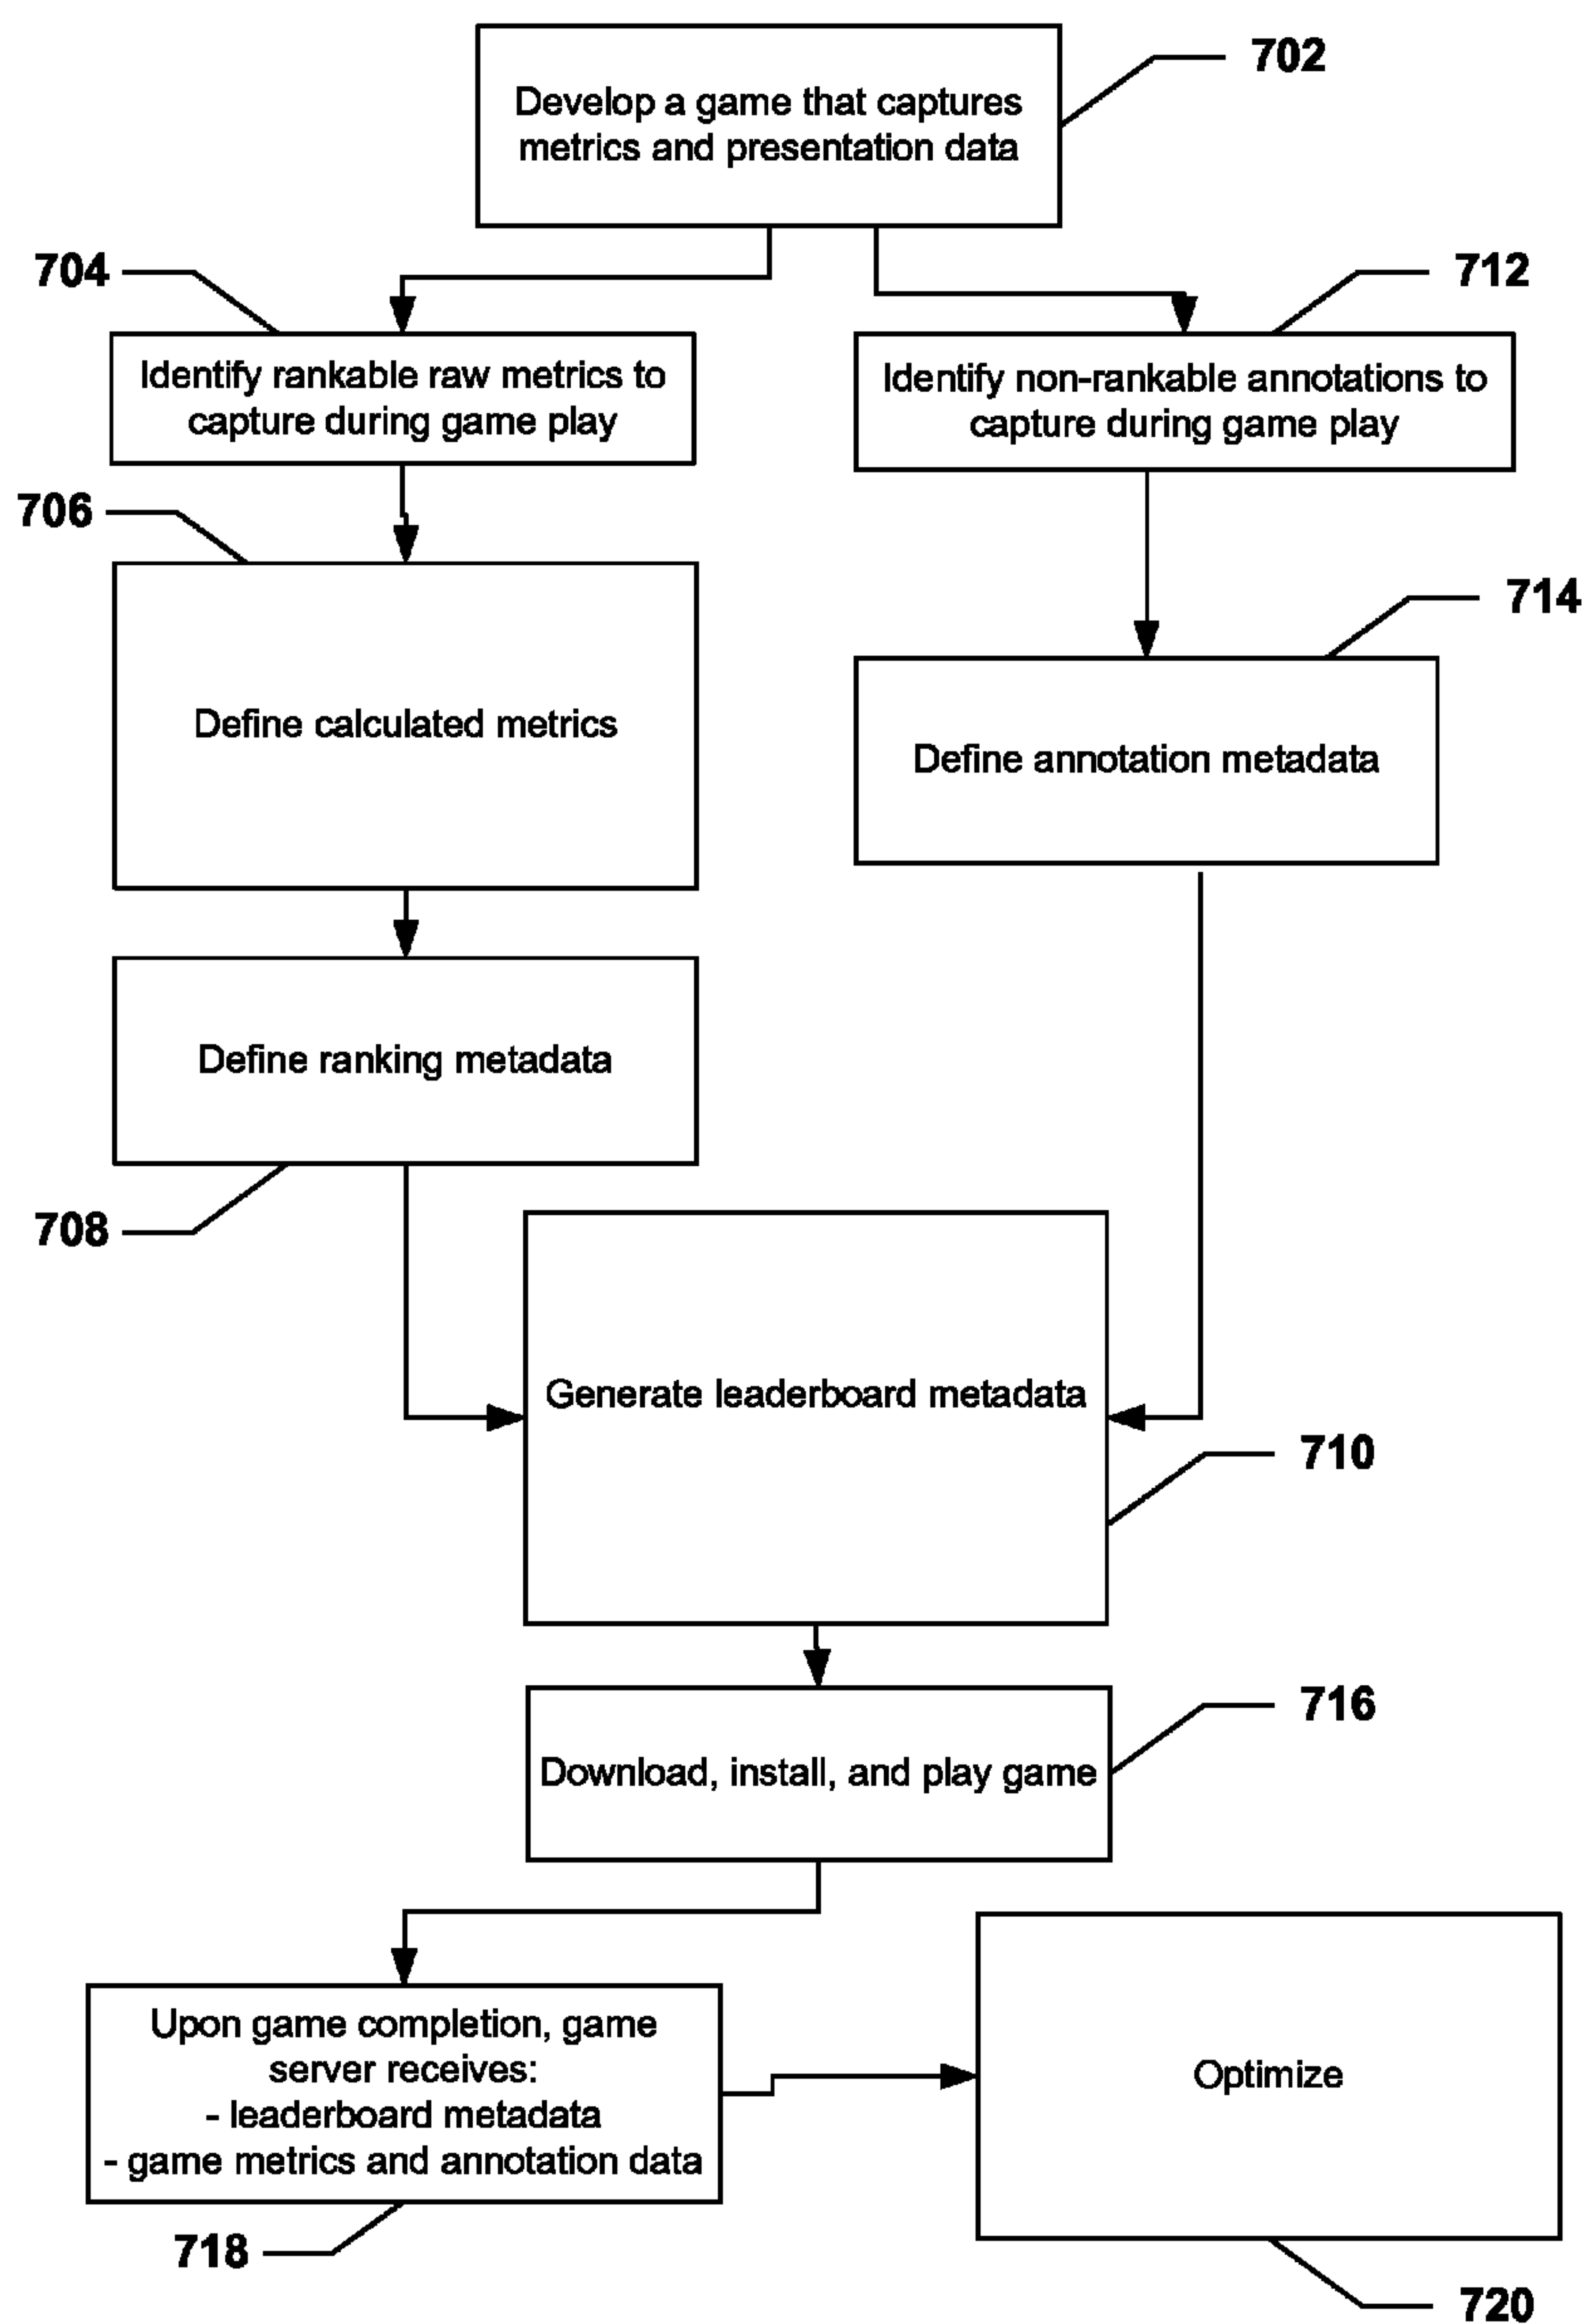 702
Develop a game that captures
metrics and presentation data
704
712
Identify rankable raw metrics to
capture during game play
Identify non-rankable annotations to
capture during game play
706
714
Define calculated metrics
Define annotation metadata
Define ranking metadata
708
Generate leaderboard metadata
710
716
Download, install, and play game
Upon game completion, game
server receives:
- leaderboard metadata
- game metrics and annotation data
Optimize
718
720